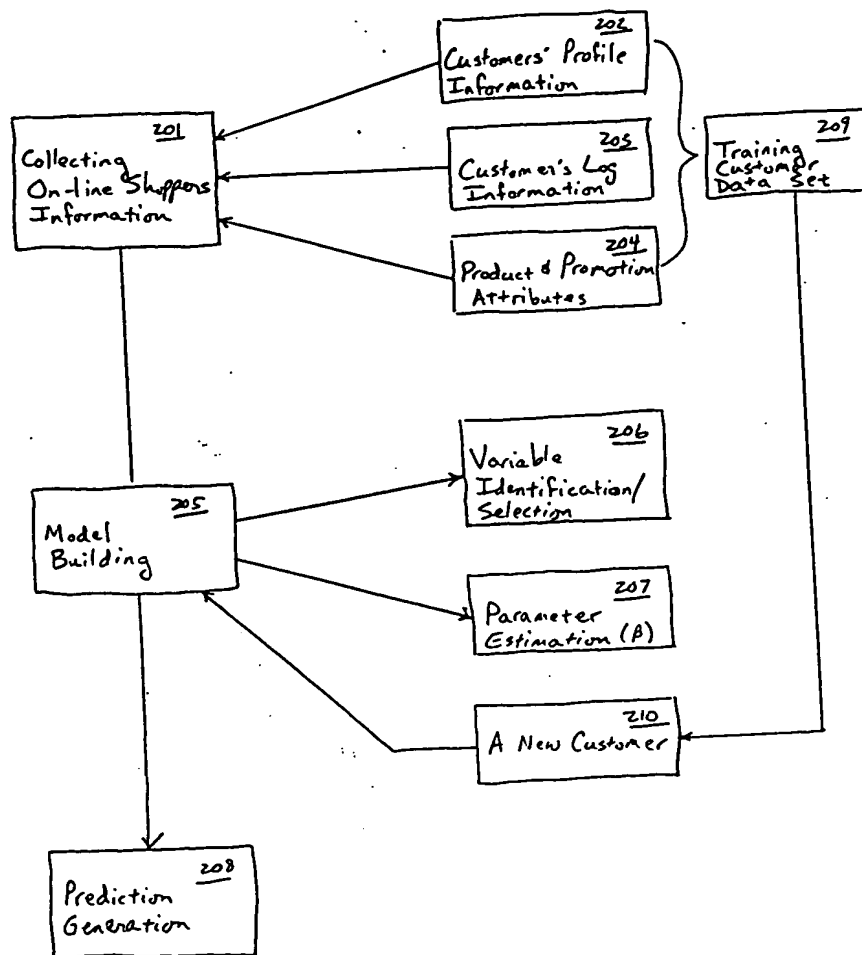 202
Customers' Profile
Information
201
Collecting
On-line Shoppers
Information
203
Customer's Log
Information
209
Training
Customer
Data Set
204
Product & Promotion
Attributes
206
Variable
Identification/
Selection
205
Model
Building
207
Parameter
Estimation (β)
210
A New Customer
208
Prediction
Generation